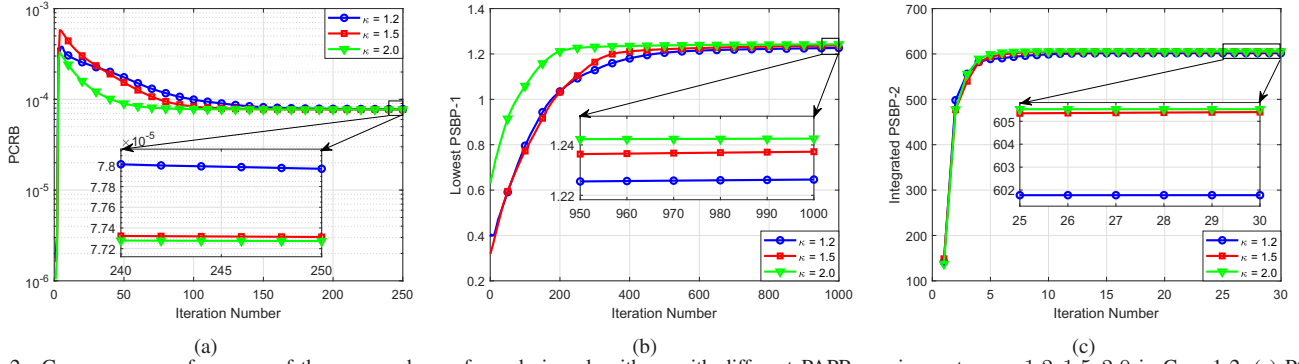 10^-3
10^-4
10^-5
10^-6
PCRB
κ = 1.2
κ = 1.5
κ = 2.0
×10^-5
7.8
7.78
7.76
7.74
7.72
240 245 250
0 50 100 150 200 250
Iteration Number
(a)
1.4
1.2
1
0.8
0.6
0.4
0.2
Lowest PSBP-1
1.24
1.22
950 960 970 980 990 1000
κ = 1.2
κ = 1.5
κ = 2.0
0 200 400 600 800 1000
Iteration Number
(b)
700
600
500
400
300
200
100
Integrated PSBP-2
605
604
603
602
25 26 27 28 29 30
κ = 1.2
κ = 1.5
κ = 2.0
0 5 10 15 20 25 30
Iteration Number
(c)